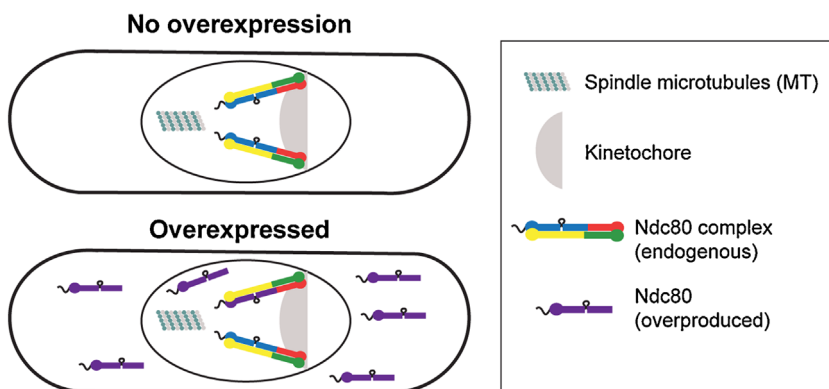 No overexpression
Overexpressed
Spindle microtubules (MT)
Kinetochore
Ndc80 complex
(endogenous)
Ndc80
(overproduced)